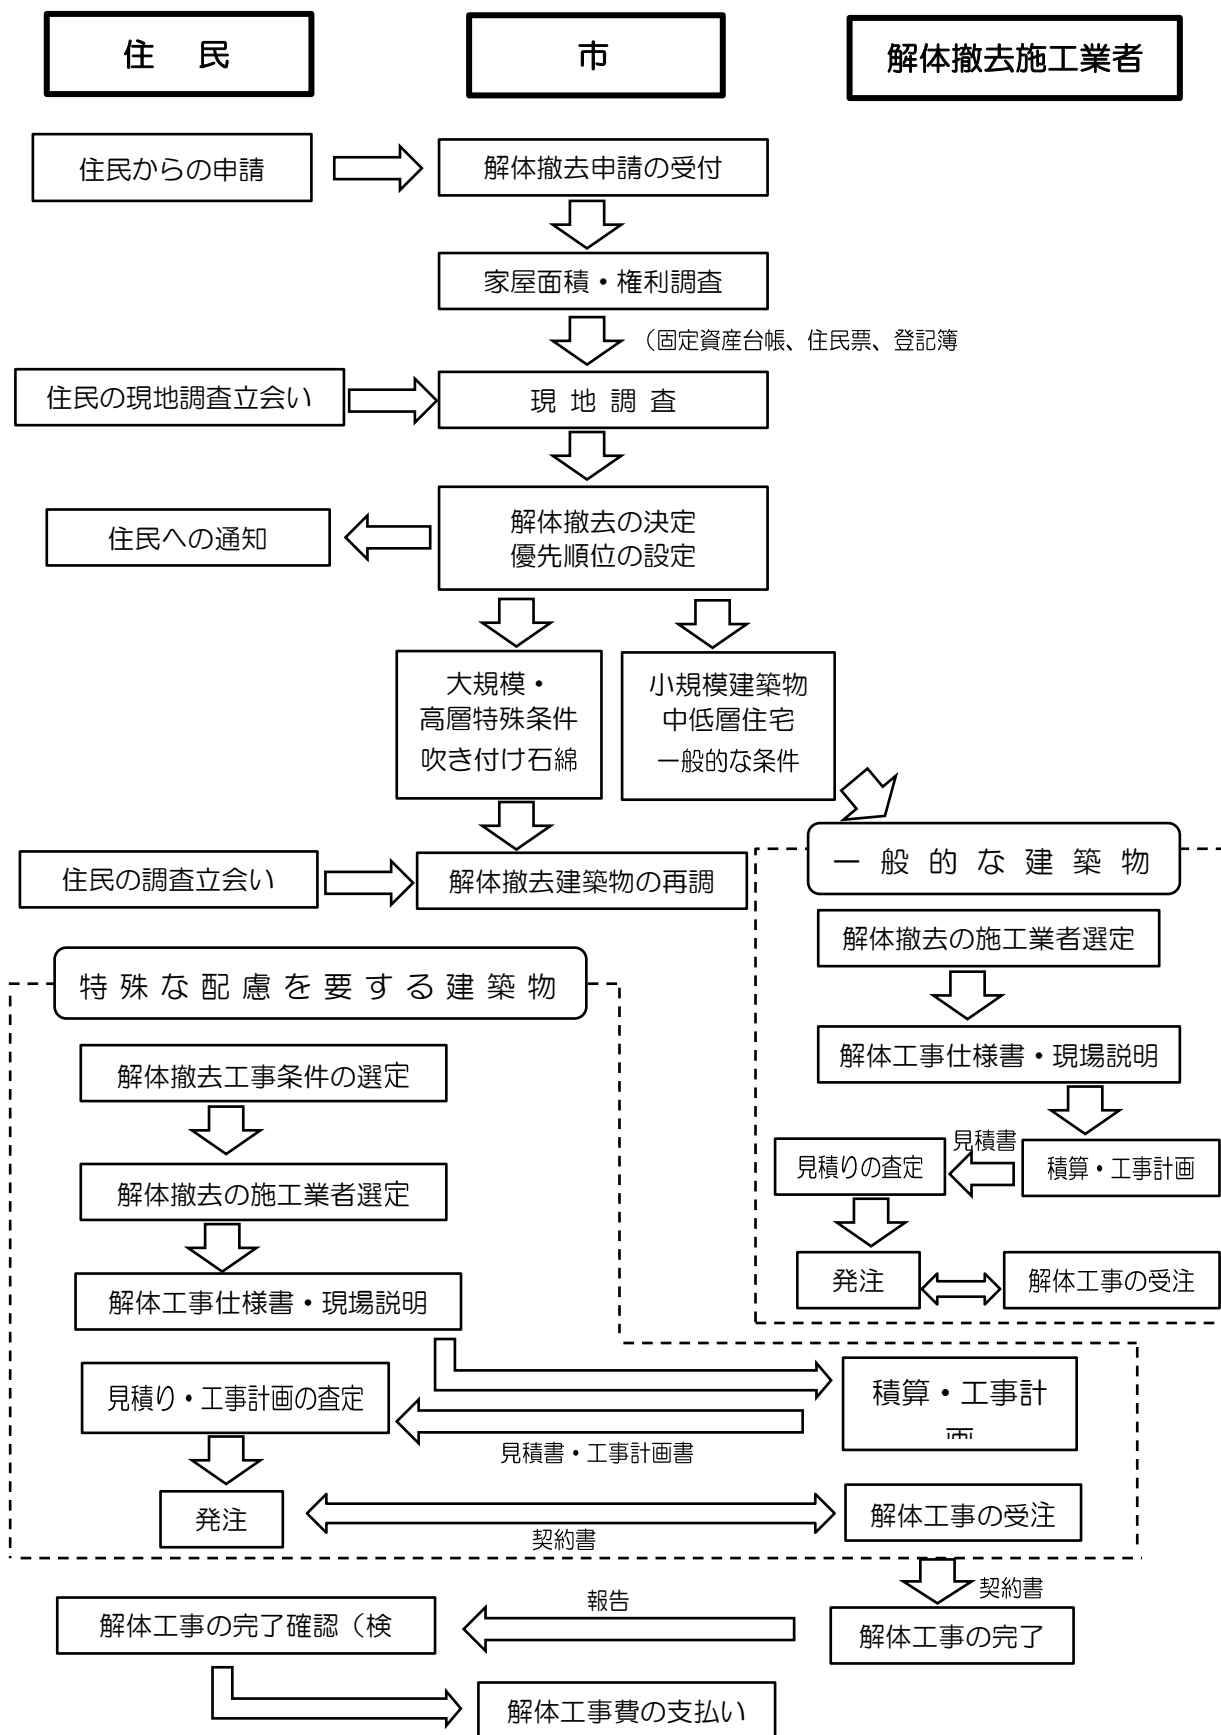 住　民
市
解体撤去施工業者
住民からの申請
解体撤去申請の受付
家屋面積・権利調査
（固定資産台帳、住民票、登記簿
住民の現地調査立会い
現 地 調 査
住民への通知
解体撤去の決定
優先順位の設定
大規模・
高層特殊条件
吹き付け石綿
小規模建築物
中低層住宅
一般的な条件
住民の調査立会い
解体撤去建築物の再調
一 般 的 な 建 築 物
解体撤去の施工業者選定
解体工事仕様書・現場説明
見積書
見積りの査定
積算・工事計画
発注
解体工事の受注
特 殊 な 配 慮 を 要 す る 建 築 物
解体撤去工事条件の選定
解体撤去の施工業者選定
解体工事仕様書・現場説明
見積り・工事計画の査定
積算・工事計
画
見積書・工事計画書
発注
契約書
解体工事の受注
契約書
報告
解体工事の完了確認（検
解体工事の完了
解体工事費の支払い